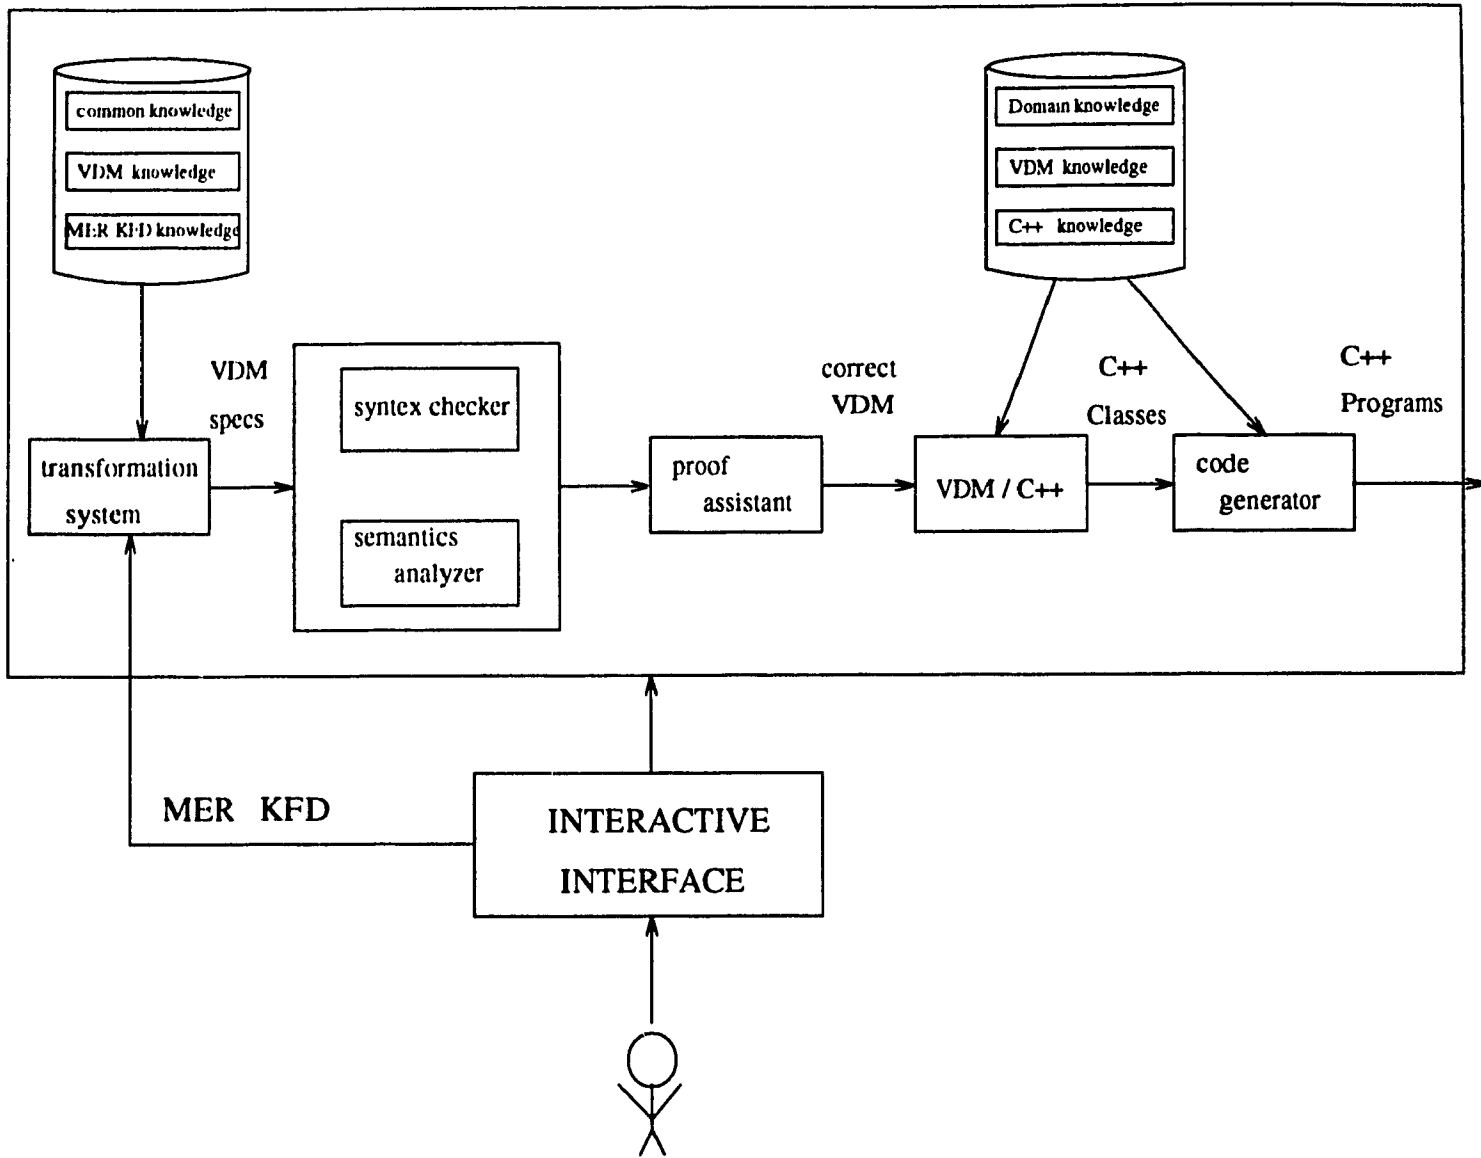 common knowledge
VDM knowledge
MER KFD knowledge
Domain knowledge
VDM knowledge
C++ knowledge
VDM
specs
syntex checker
semantics
analyzer
transformation
system
proof
assistant
correct
VDM
VDM / C++
C++
Classes
code
generator
C++
Programs
MER KFD
INTERACTIVE
INTERFACE